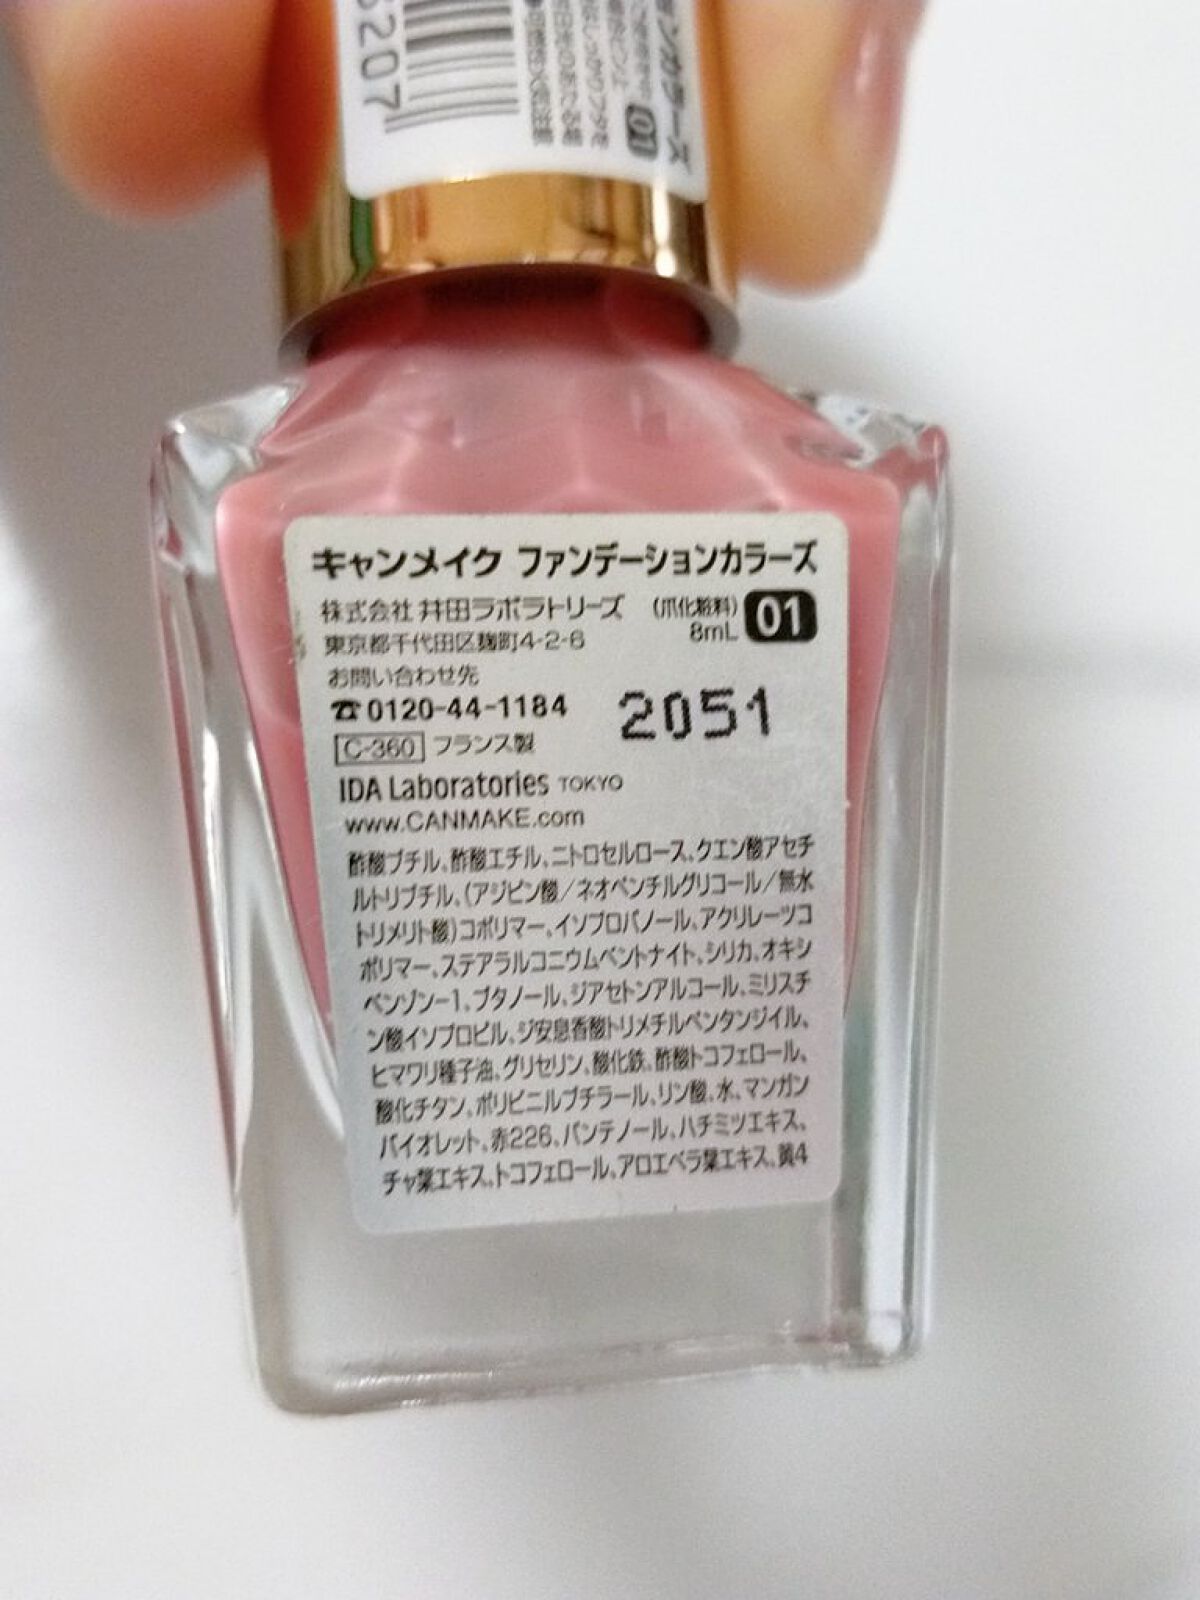 6207
ンカラーズ
01
キャンメイク ファンデーションカラーズ
株式会社 井田ラボラトリーズ (爪化粧料) 01
東京都千代田区麹町4-2-6 8mL
お問い合わせ先
☎0120-44-1184 2051
C-360 フランス製
IDA Laboratories TOKYO
www.CANMAKE.com
酢酸ブチル、酢酸エチル、ニトロセルロース、クエン酸アセチ
ルトリブチル、(アジピン酸/ネオペンチルグリコール/無水
トリメリト酸)コポリマー、イソプロパノール、アクリレーツコ
ポリマー、ステアラルコニウムベントナイト、シリカ、オキシ
ベンゾン-1、ブタノール、ジアセトンアルコール、ミリスチ
ン酸イソプロピル、ジ安息香酸トリメチルペンタンジイル、
ヒマワリ種子油、グリセリン、酸化鉄、酢酸トコフェロール、
酸化チタン、ポリビニルブチラール、リン酸、水、マンガン
バイオレット、赤226、パンテノール、ハチミツエキス、
チャ葉エキス、トコフェロール、アロエベラ葉エキス、黄4